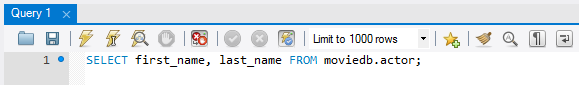 Query 1
Limit to 1000 rows
1 SELECT first_name, last_name FROM moviedb.actor;